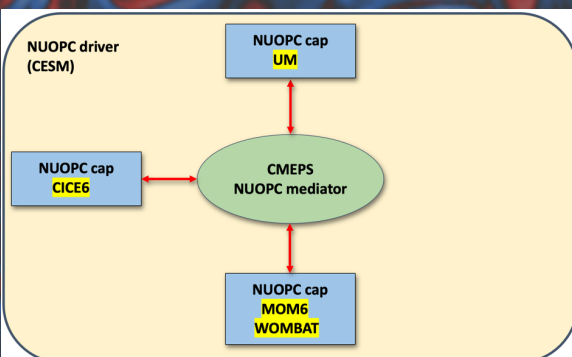 NUOPC driver
(CESM)
NUOPC cap
UM
NUOPC cap
CICE6
CMEPS
NUOPC mediator
NUOPC cap
MOM6
WOMBAT